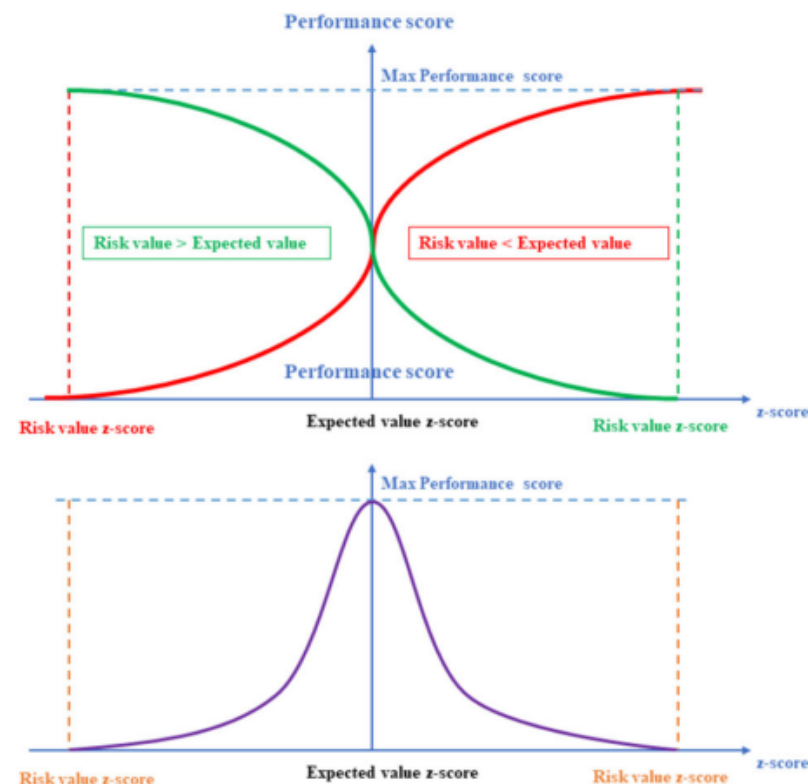 Performance score
Max Performance score
Risk value > Expected value
Risk value < Expected value
Performance score
Risk value z-score
Expected value z-score
Risk value z-score
z-score
Max Performance score
Risk value z-score
Expected value z-score
Risk value z-score
z-score